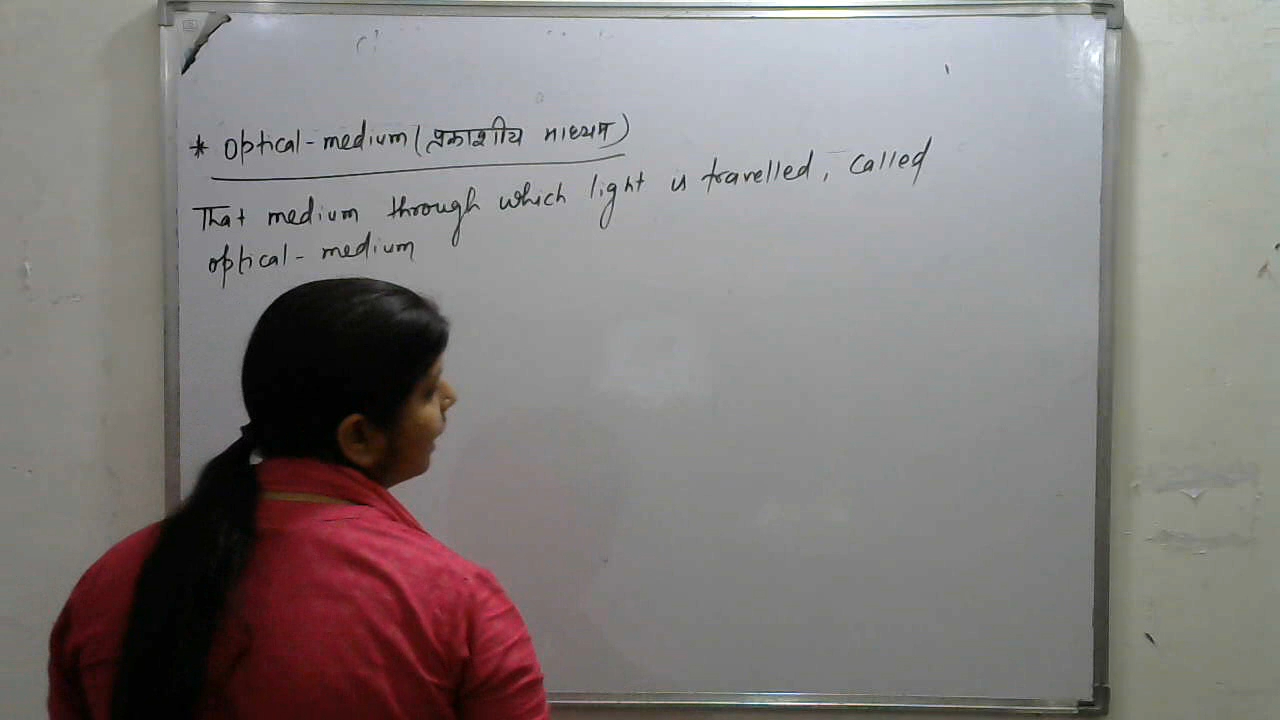 * Optical-medium (प्रकाशीय माध्यम)
That medium through which light is travelled, called
optical-medium